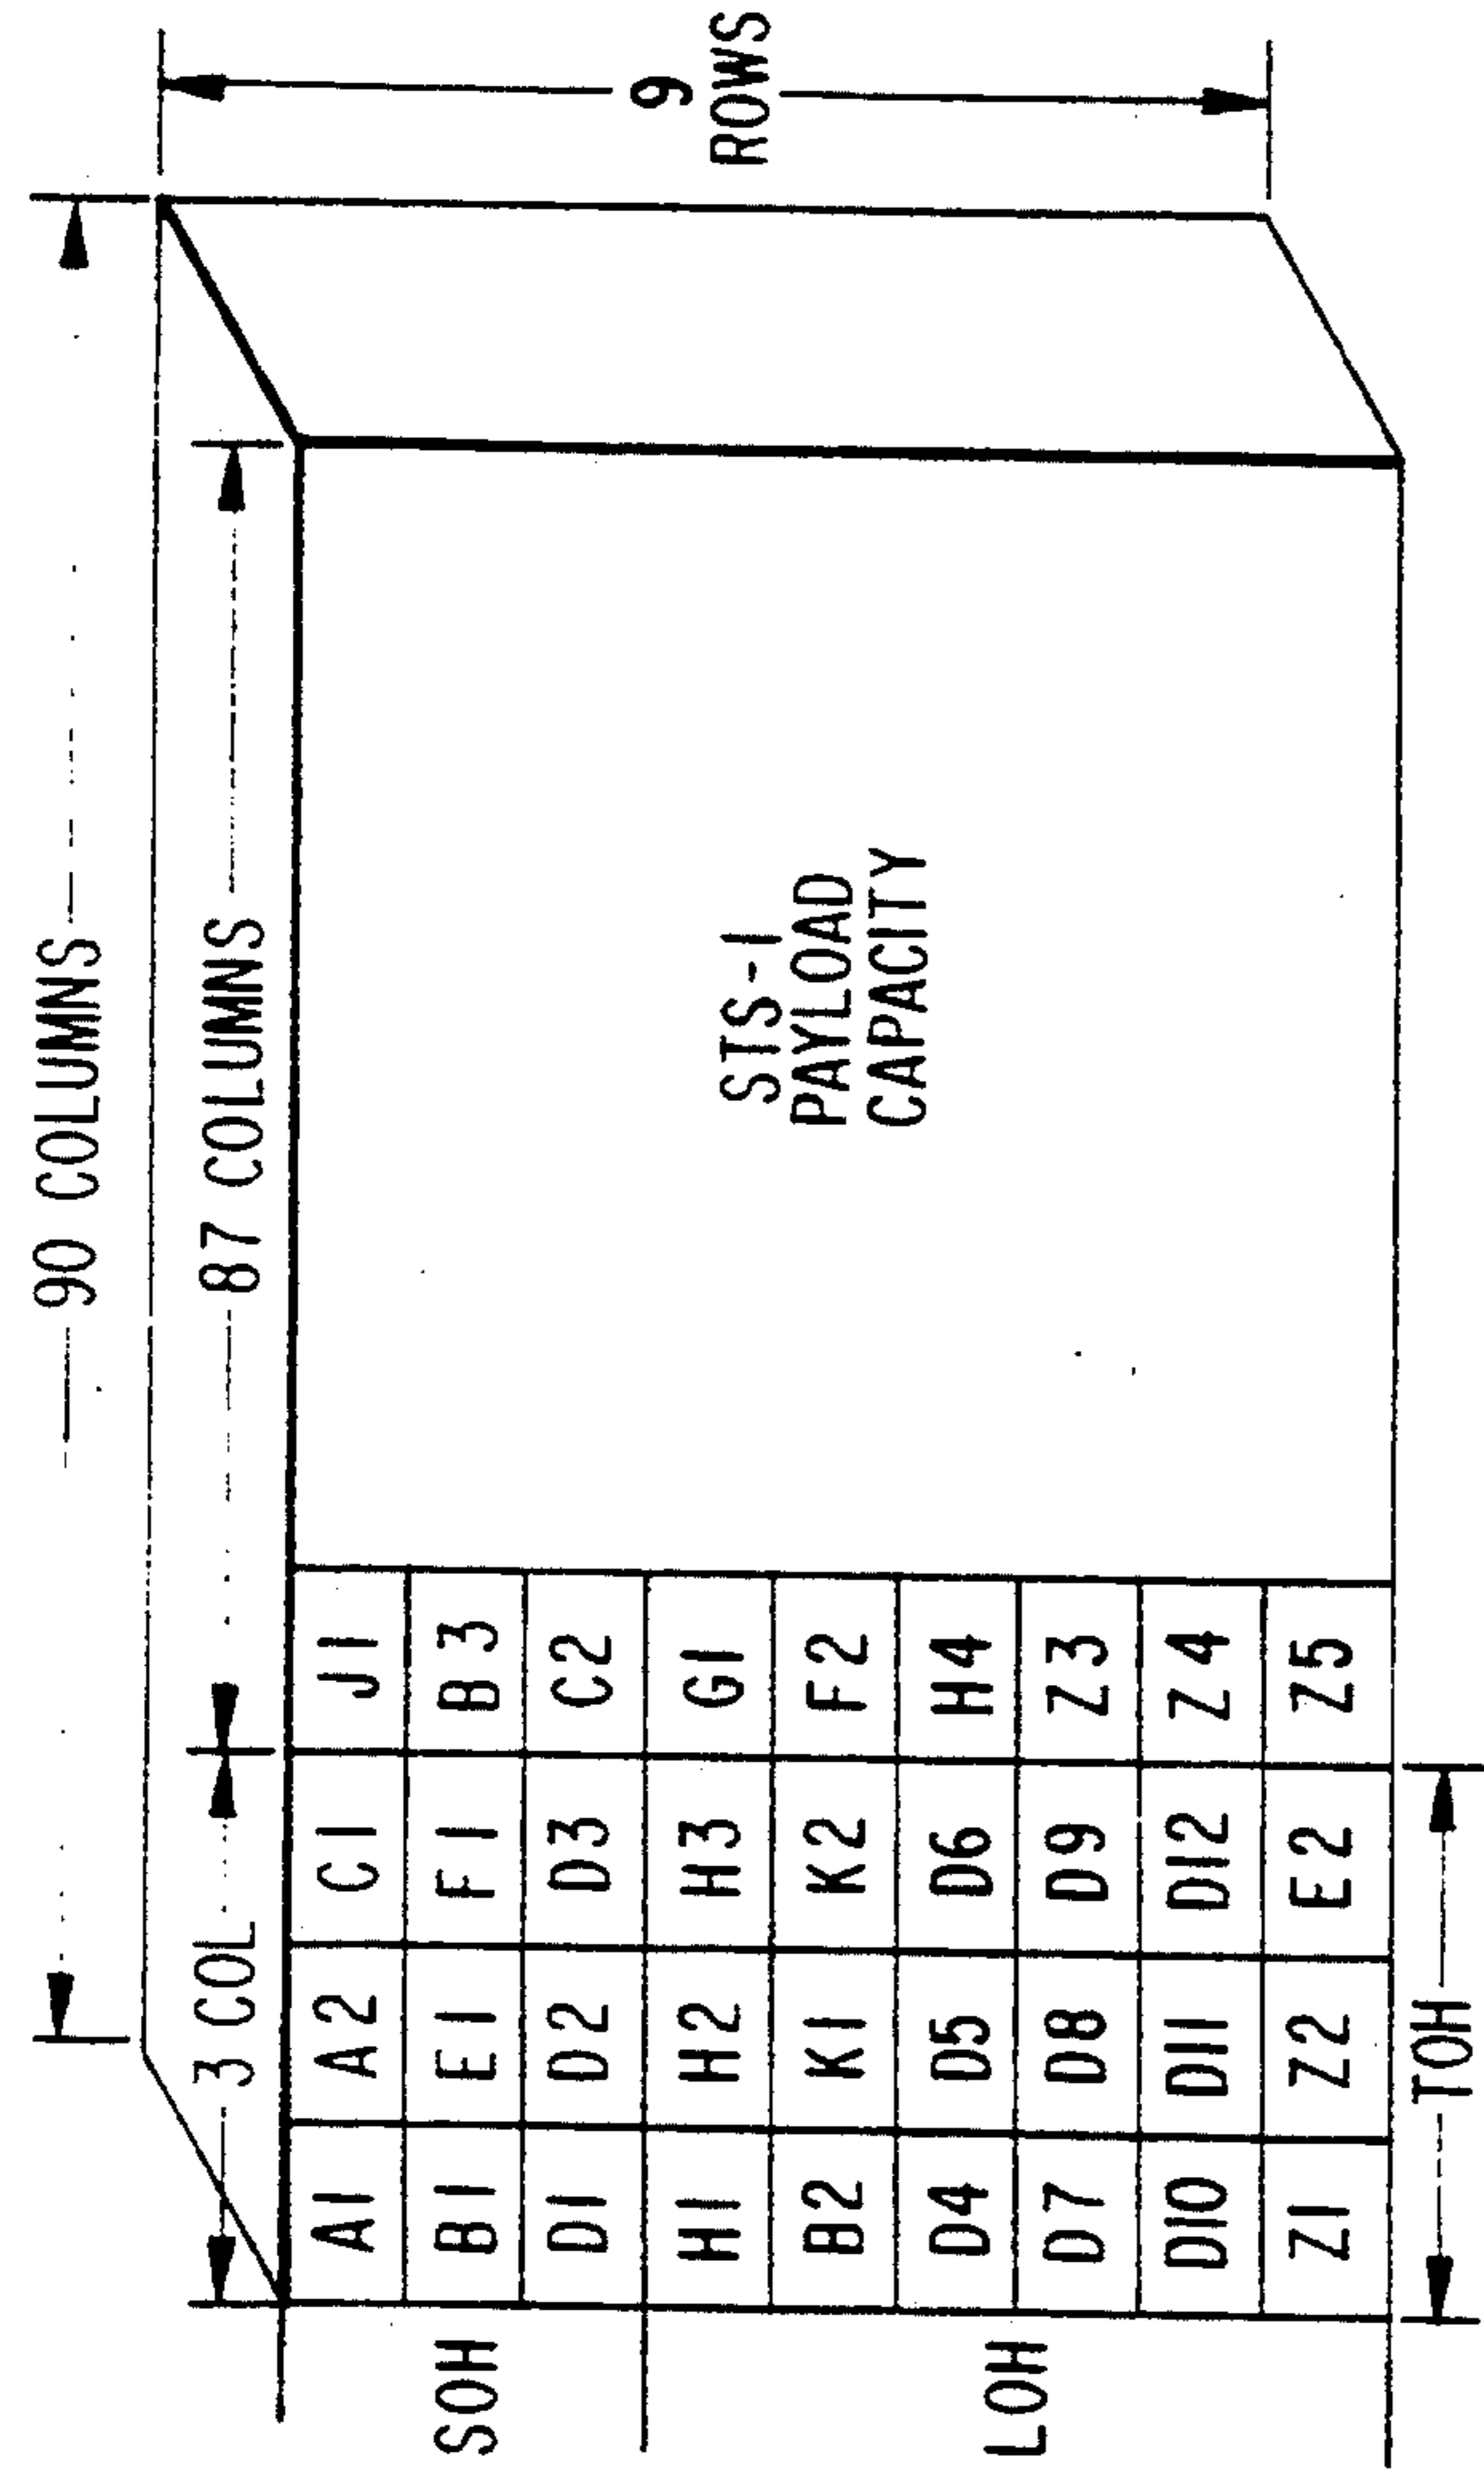 90 COLUMNS
3 COL
87 COLUMNS
9
ROWS
SOH
LOH
A1 A2 C1 J1
B1 E1 F1 B3
D1 D2 D3 C2
H1 H2 H3 G1
B2 K1 K2 F2
D4 D5 D6 H4
D7 D8 D9 Z3
D10 D11 D12 Z4
Z1 Z2 E2 Z5
STS-1
PAYLOAD
CAPACITY
TOH